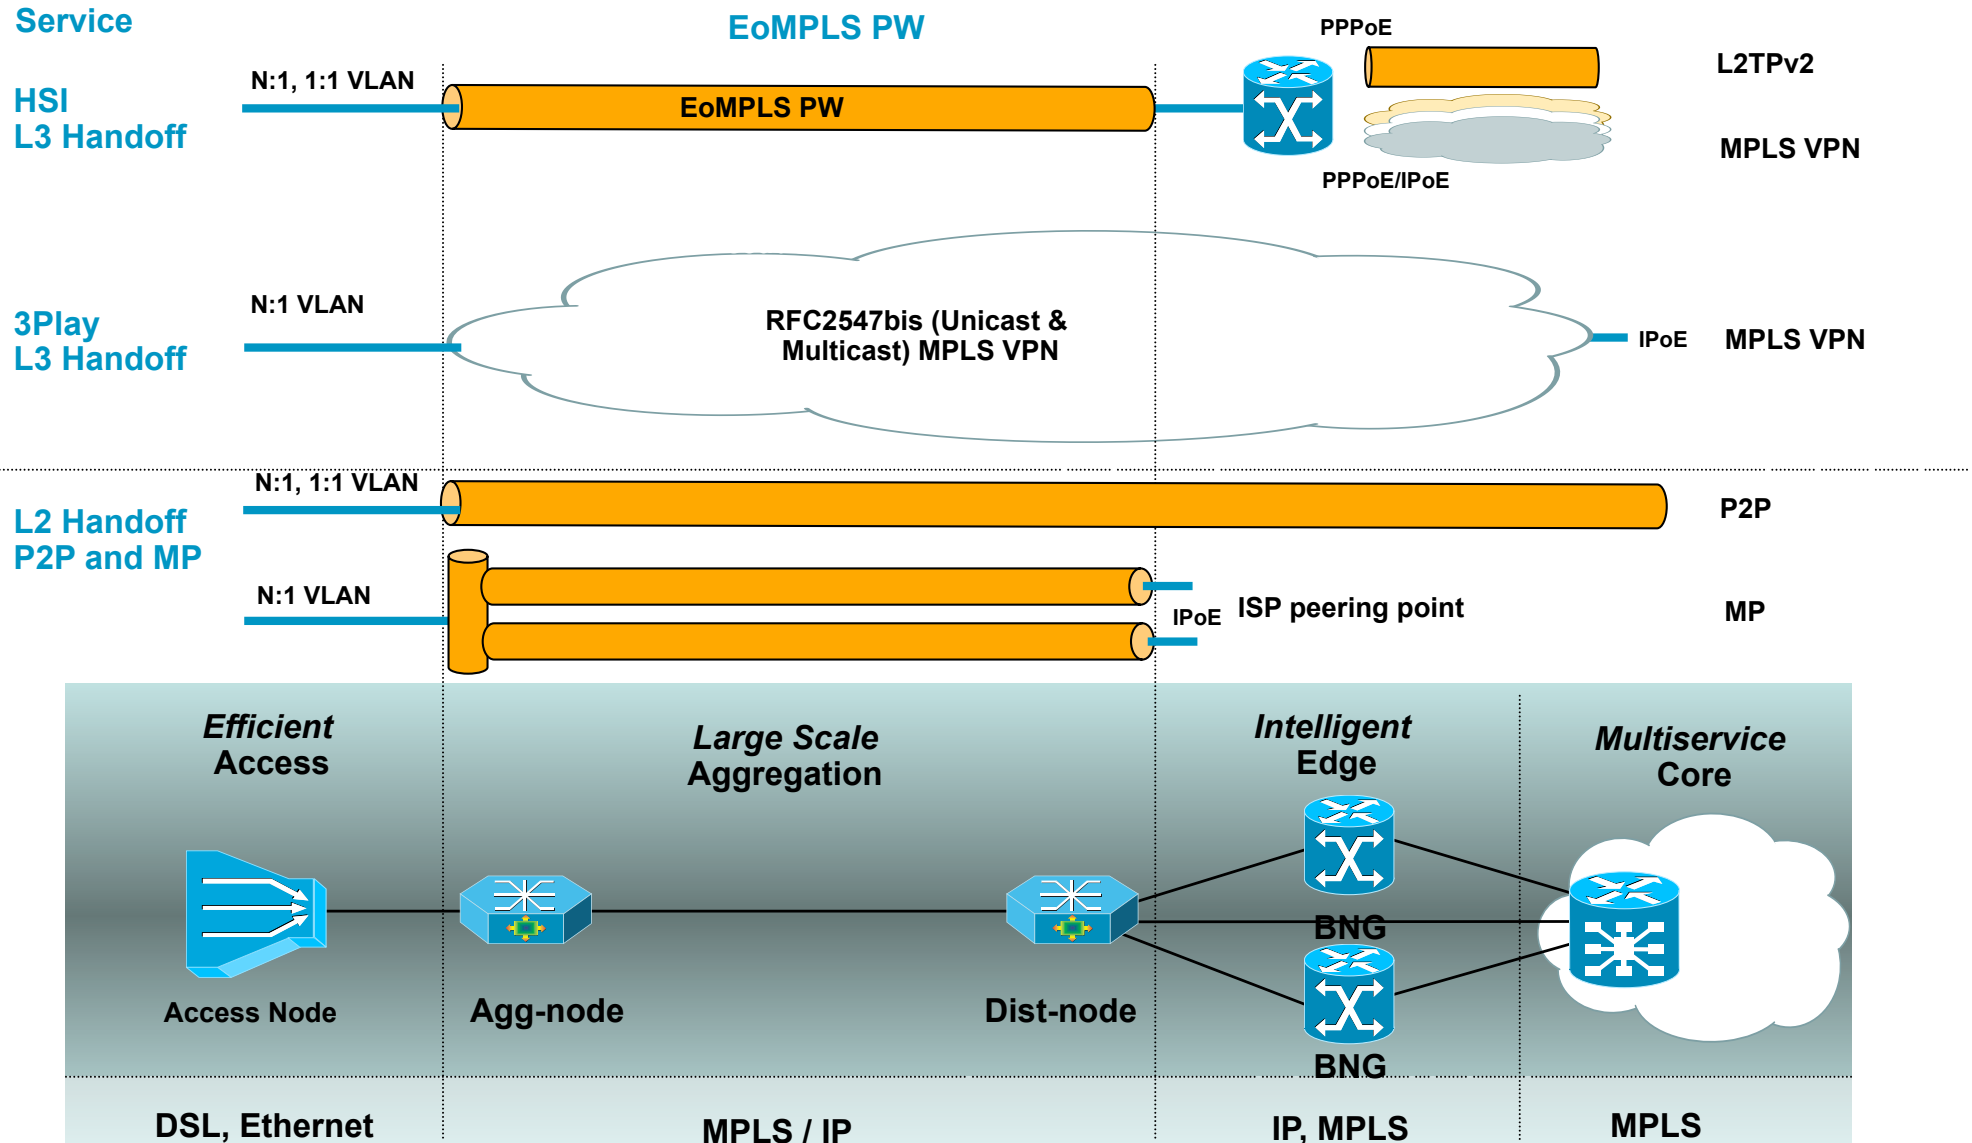 Service
EoMPLS PW
PPPoE
L2TPv2
N:1, 1:1 VLAN
HSI
L3 Handoff
EoMPLS PW
MPLS VPN
PPPoE/IPoE
N:1 VLAN
3Play
L3 Handoff
RFC2547bis (Unicast &
Multicast) MPLS VPN
IPoE
MPLS VPN
N:1, 1:1 VLAN
L2 Handoff
P2P and MP
P2P
N:1 VLAN
IPoE
ISP peering point
MP
Efficient
Access
Large Scale
Aggregation
Intelligent
Edge
Multiservice
Core
BNG
Access Node
Agg-node
Dist-node
BNG
DSL, Ethernet
MPLS / IP
IP, MPLS
MPLS